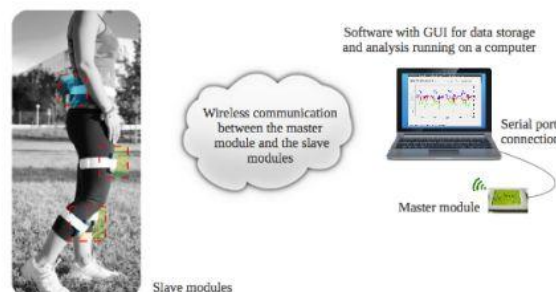 Software with GUI for data storage
and analysis running on a computer
Wireless communication
between the master
module and the slave
modules
Serial port
connection
Master module
Slave modules